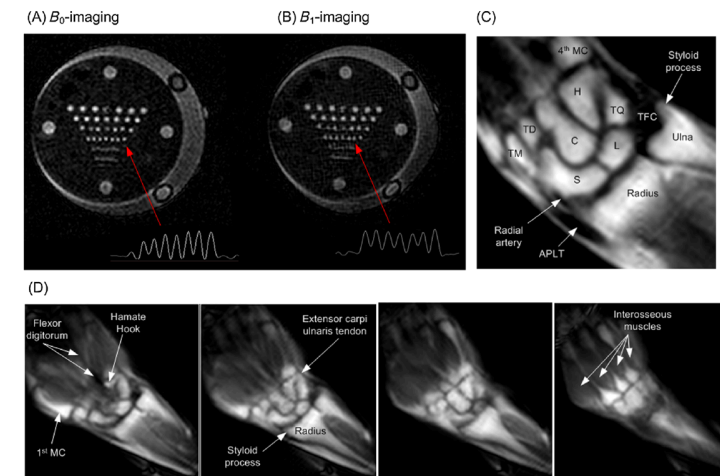 (A) B0-imaging
(B) B1-imaging
(C)
4th MC
Styloid
process
H
TQ
TFC
TD
Ulna
C
L
TM
S
Radius
Radial
artery
APLT
(D)
Flexor
digitorum
Hamate
Hook
1st MC
Extensor carpi
ulnaris tendon
Radius
Styloid
process
Interosseous
muscles